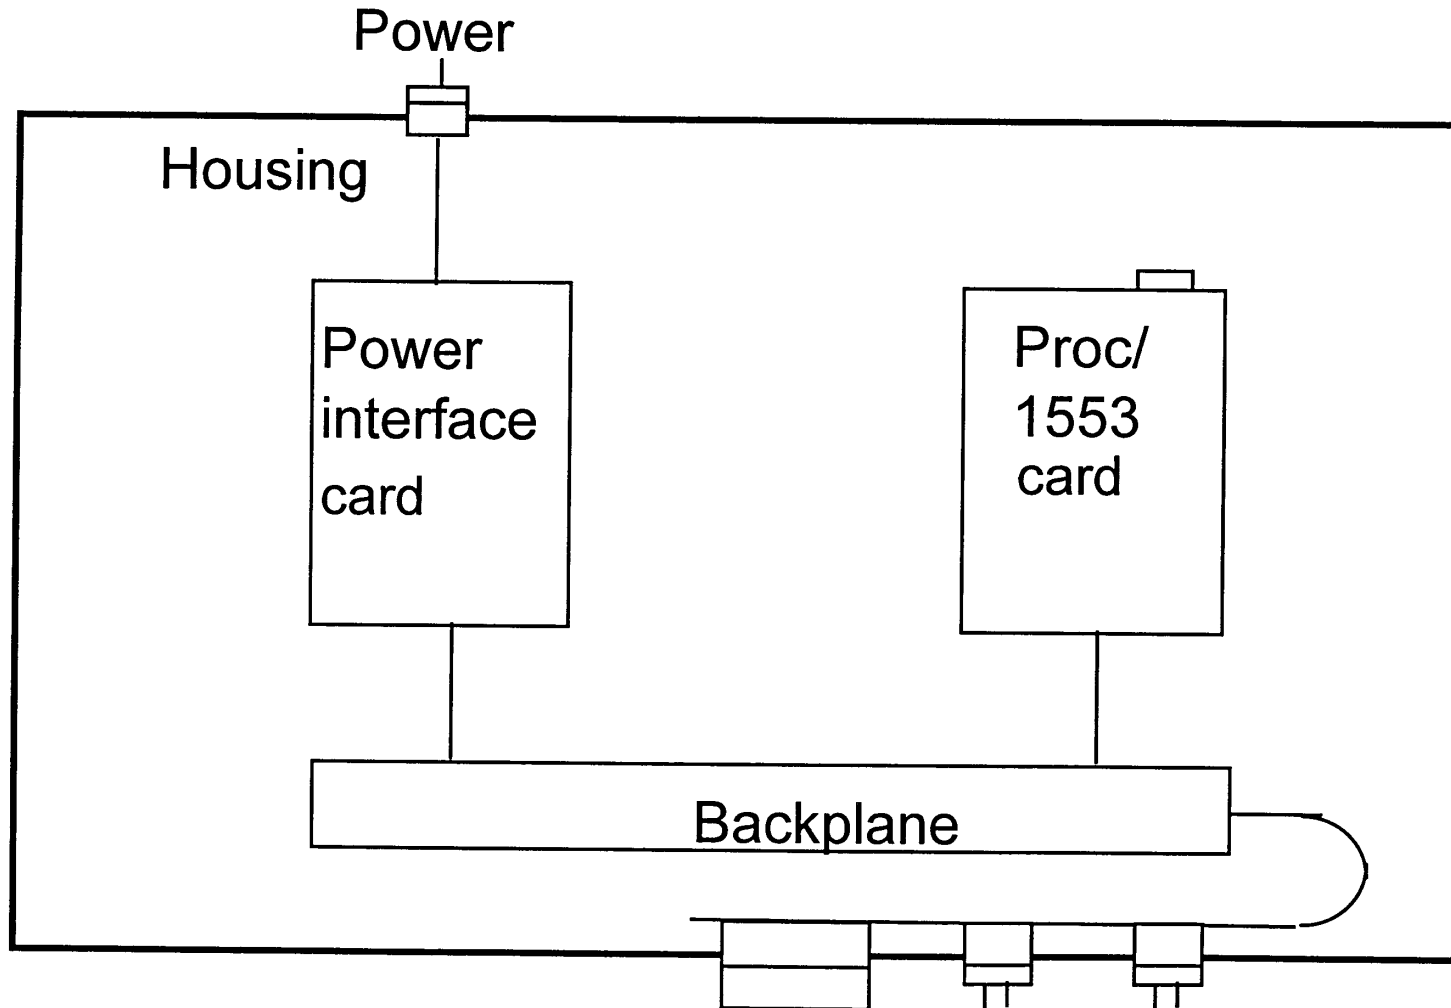 Power
Housing
Power
interface
card
Proc/
1553
card
Backplane